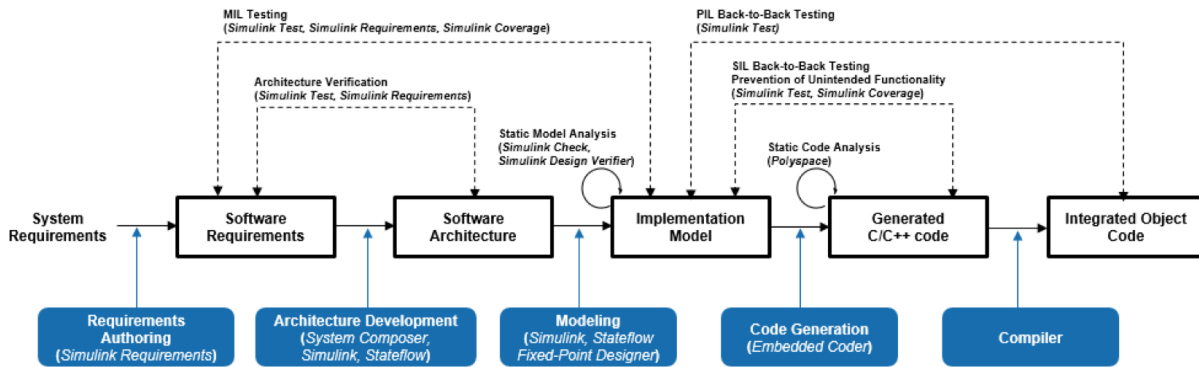 MIL Testing
(Simulink Test, Simulink Requirements, Simulink Coverage)
PIL Back-to-Back Testing
(Simulink Test)
Architecture Verification
(Simulink Test, Simulink Requirements)
SIL Back-to-Back Testing
Prevention of Unintended Functionality
(Simulink Test, Simulink Coverage)
Static Model Analysis
(Simulink Check,
Simulink Design Verifier)
Static Code Analysis
(Polyspace)
System
Requirements
Software
Requirements
Software
Architecture
Implementation
Model
Generated
C/C++ code
Integrated Object
Code
Requirements
Authoring
(Simulink Requirements)
Architecture Development
(System Composer,
Simulink, Stateflow)
Modeling
(Simulink, Stateflow
Fixed-Point Designer)
Code Generation
(Embedded Coder)
Compiler